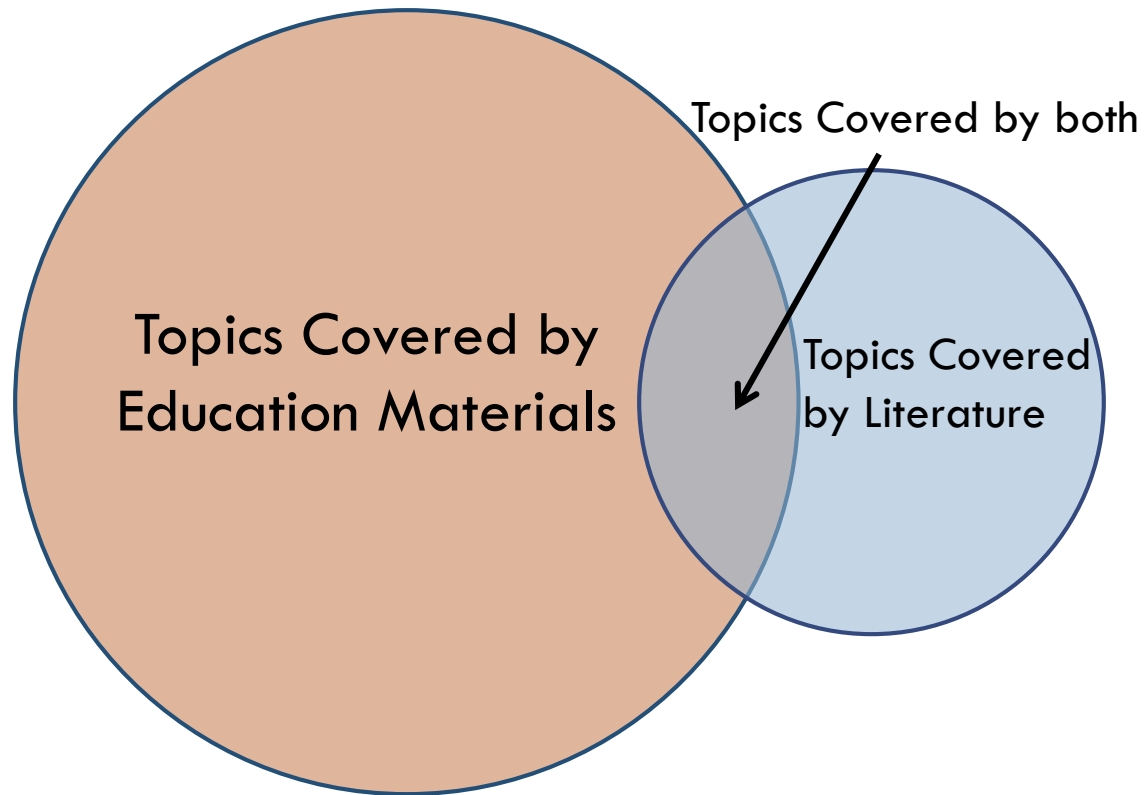 Topics Covered by both
Topics Covered by
Education Materials
Topics Covered
by Literature